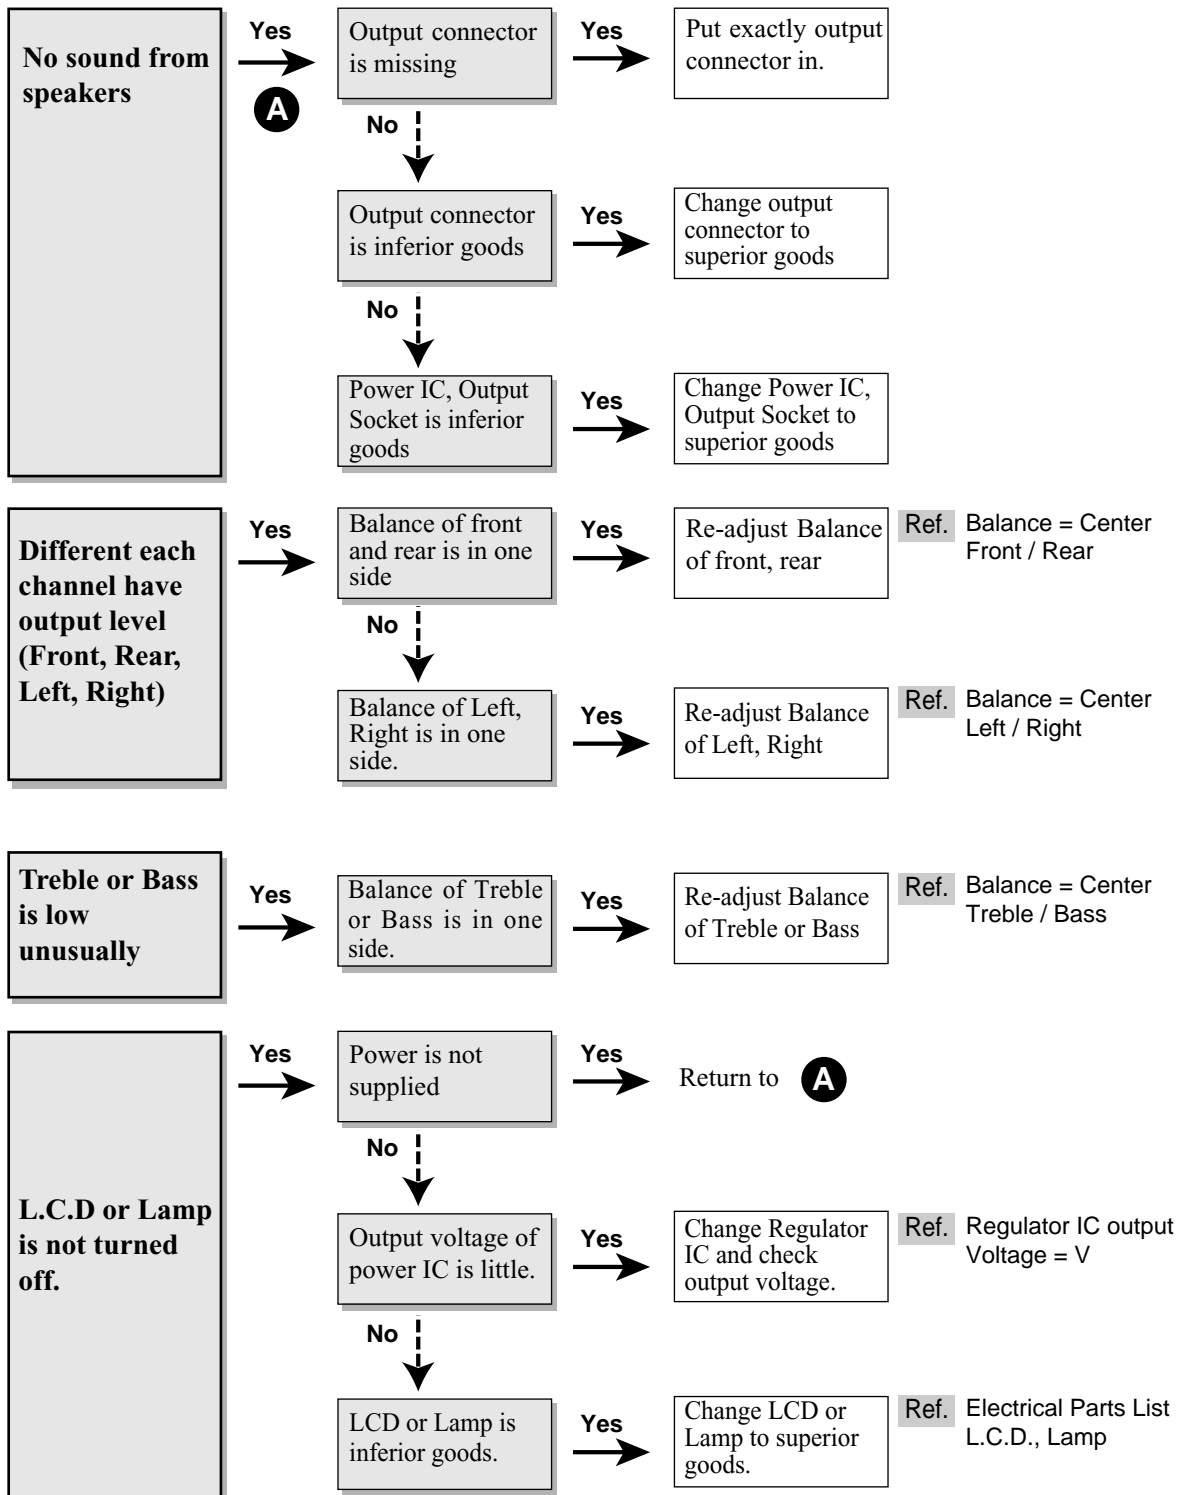 No sound from
speakers
Yes
A
Output connector
is missing
Yes
Put exactly output
connector in.
No
Output connector
is inferior goods
Yes
Change output
connector to
superior goods
No
Power IC, Output
Socket is inferior
goods
Yes
Change Power IC,
Output Socket to
superior goods
Different each
channel have
output level
(Front, Rear,
Left, Right)
Yes
Balance of front
and rear is in one
side
Yes
Re-adjust Balance
of front, rear
Ref. Balance = Center
Front / Rear
No
Balance of Left,
Right is in one
side.
Yes
Re-adjust Balance
of Left, Right
Ref. Balance = Center
Left / Right
Treble or Bass
is low
unusually
Yes
Balance of Treble
or Bass is in one
side.
Yes
Re-adjust Balance
of Treble or Bass
Ref. Balance = Center
Treble / Bass
L.C.D or Lamp
is not turned
off.
Yes
Power is not
supplied
Yes
Return to A
No
Output voltage of
power IC is little.
Yes
Change Regulator
IC and check
output voltage.
Ref. Regulator IC output
Voltage = V
No
LCD or Lamp is
inferior goods.
Yes
Change LCD or
Lamp to superior
goods.
Ref. Electrical Parts List
L.C.D., Lamp